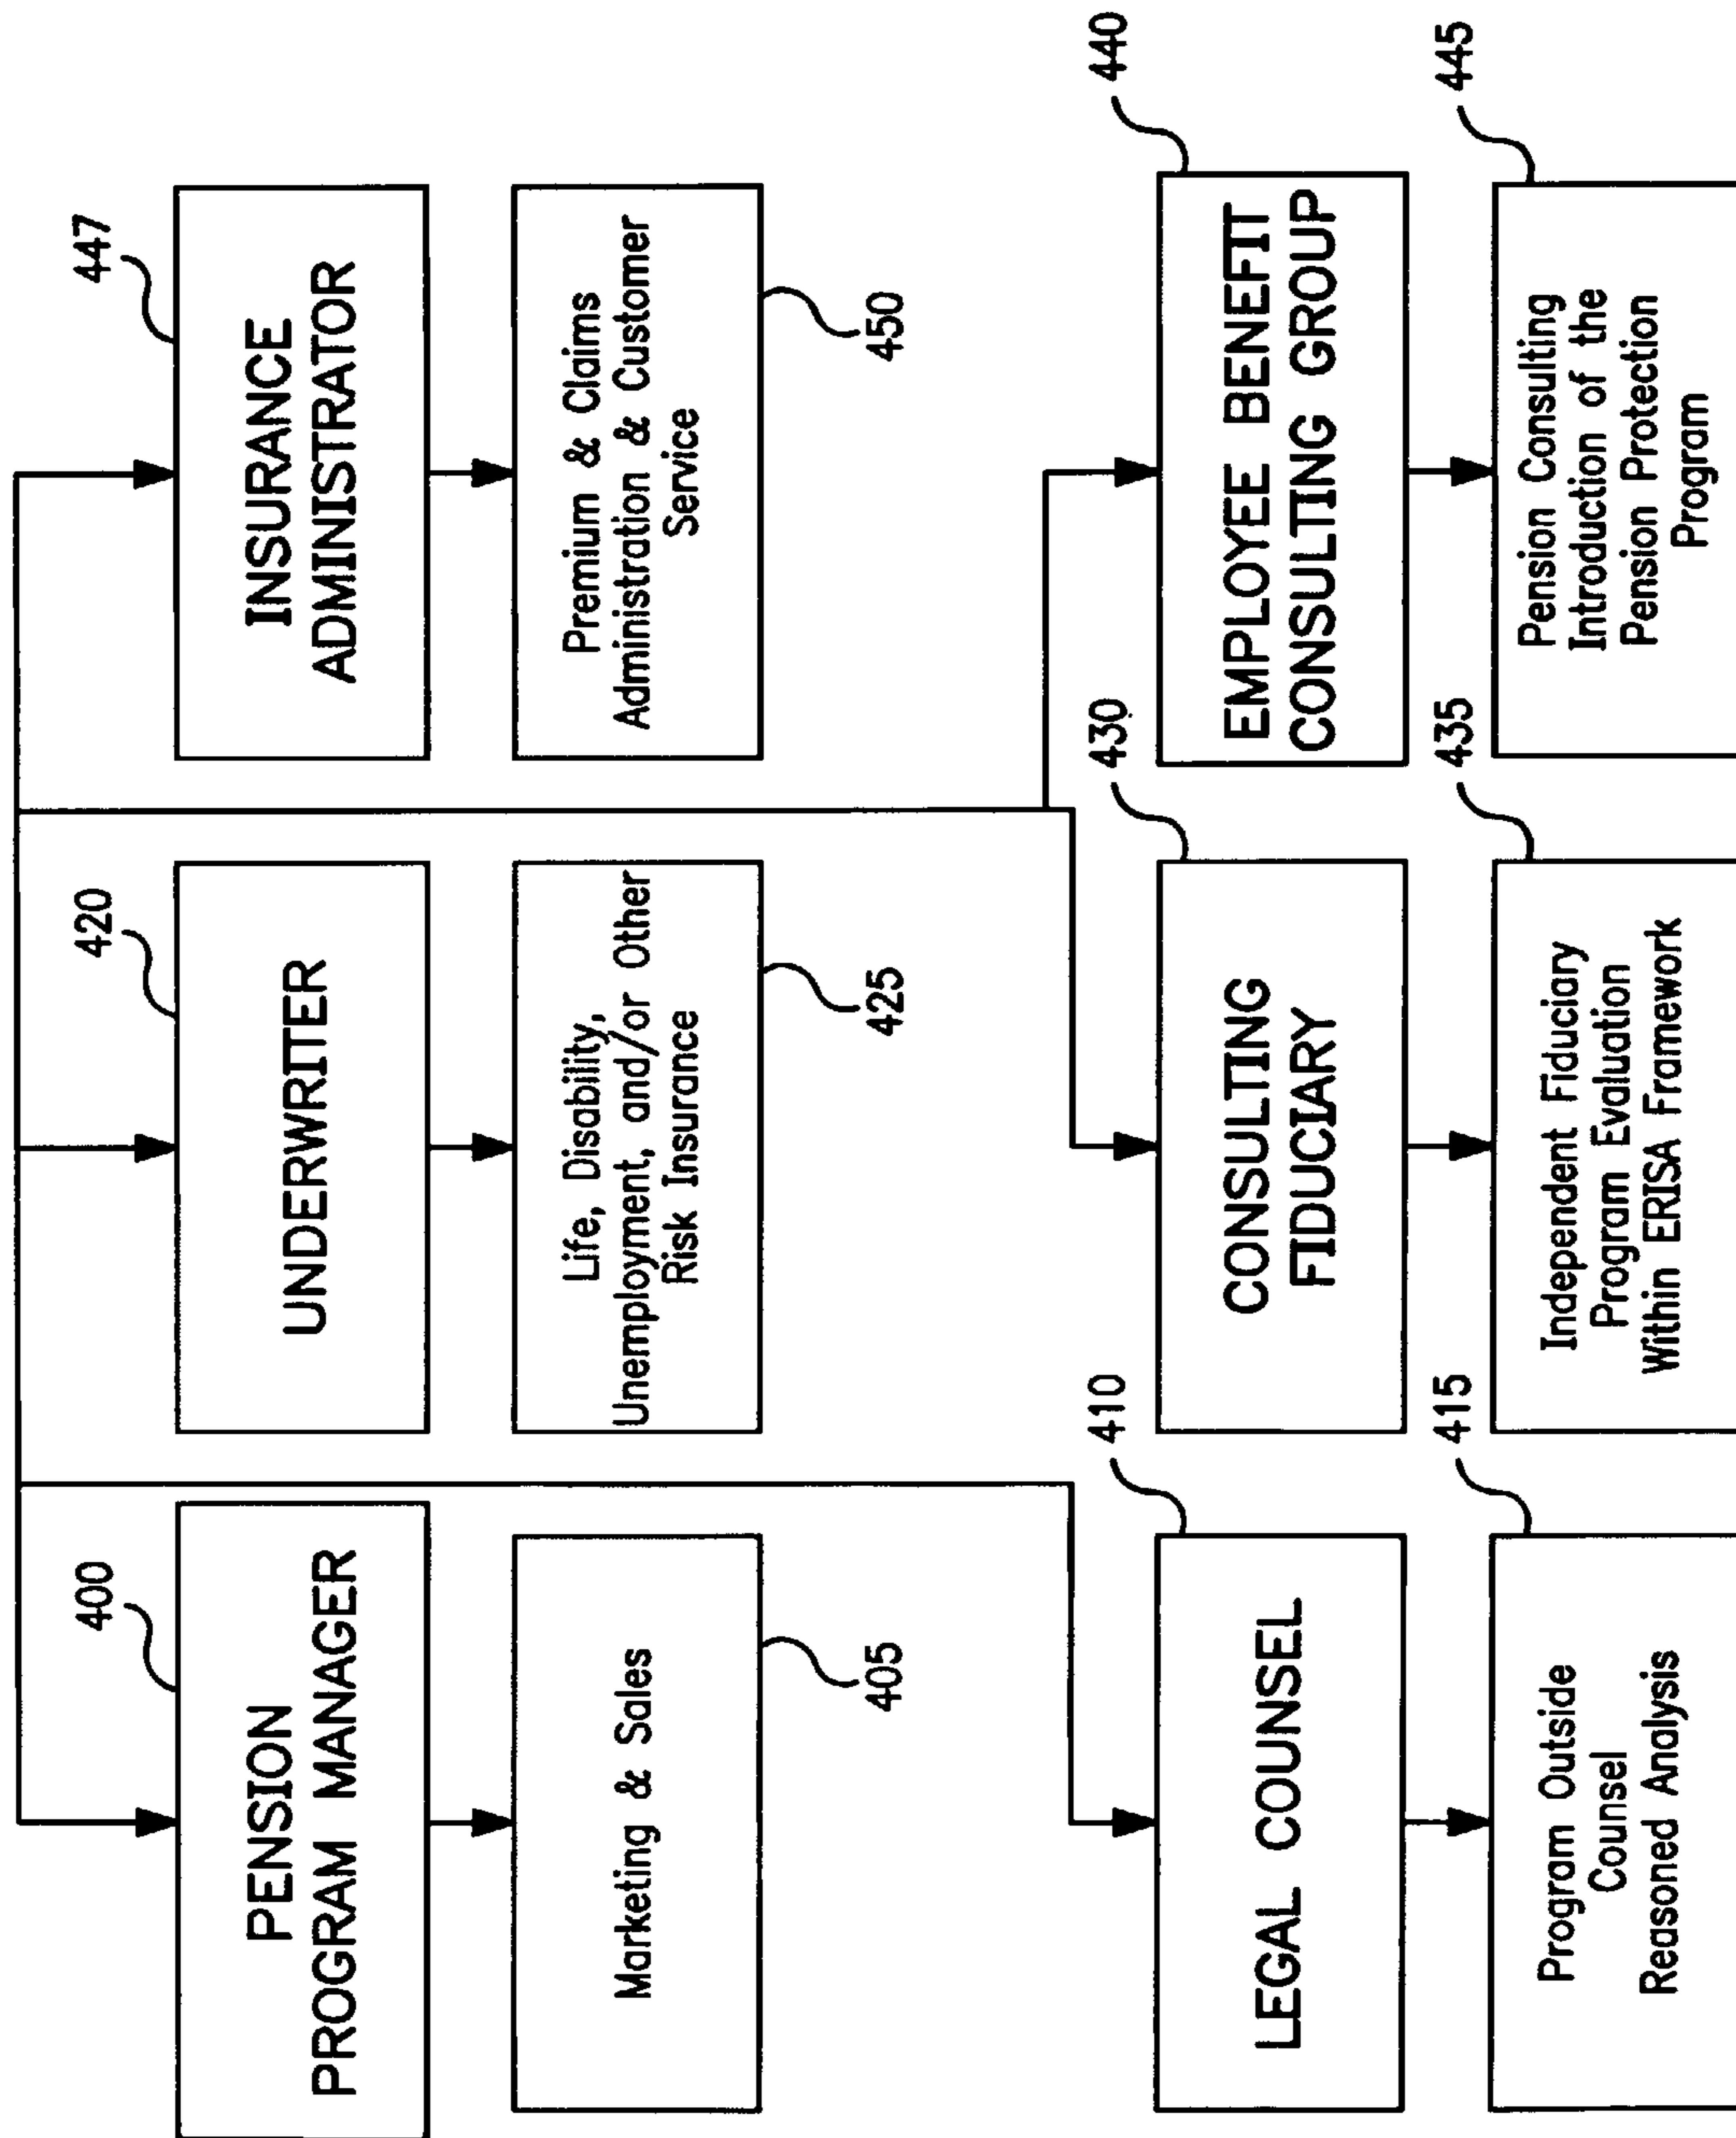 400
PENSION
PROGRAM MANAGER
Marketing & Sales
405
420
UNDERWRITER
Life, Disability,
Unemployment, and/or Other
Risk Insurance
425
447
INSURANCE
ADMINISTRATOR
Premium & Claims
Administration & Customer
Service
450
410
LEGAL COUNSEL
415
Program Outside
Counsel
Reasoned Analysis
430
CONSULTING
FIDUCIARY
435
Independent Fiduciary
Program Evaluation
Within ERISA Framework
440
EMPLOYEE BENEFIT
CONSULTING GROUP
445
Pension Consulting
Introduction of the
Pension Protection
Program